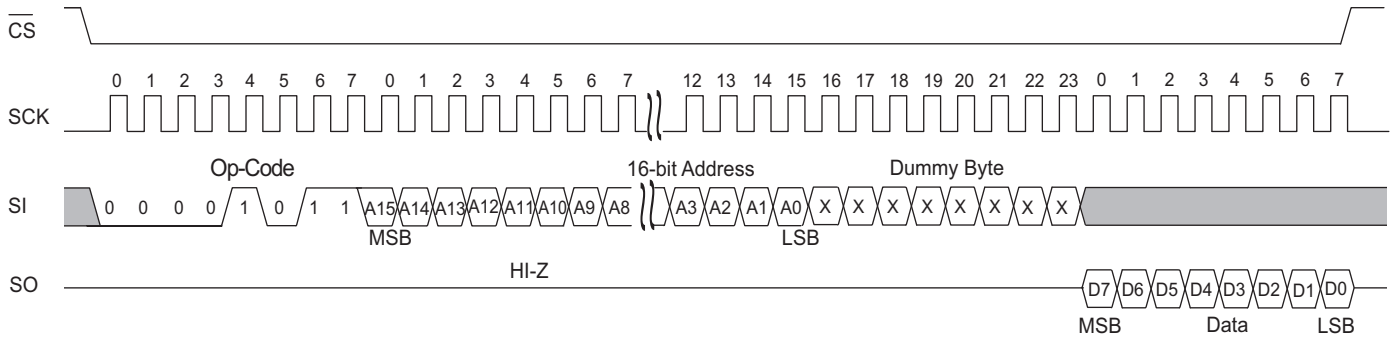 CS
0 1 2 3 4 5 6 7 0 1 2 3 4 5 6 7 12 13 14 15 16 17 18 19 20 21 22 23 0 1 2 3 4 5 6 7
SCK
Op-Code 16-bit Address Dummy Byte
SI 0 0 0 0 1 0 1 1 A15 A14 A13 A12 A11 A10 A9 A8 A3 A2 A1 A0 X X X X X X X X
MSB LSB
HI-Z
SO D7 D6 D5 D4 D3 D2 D1 D0
MSB Data LSB